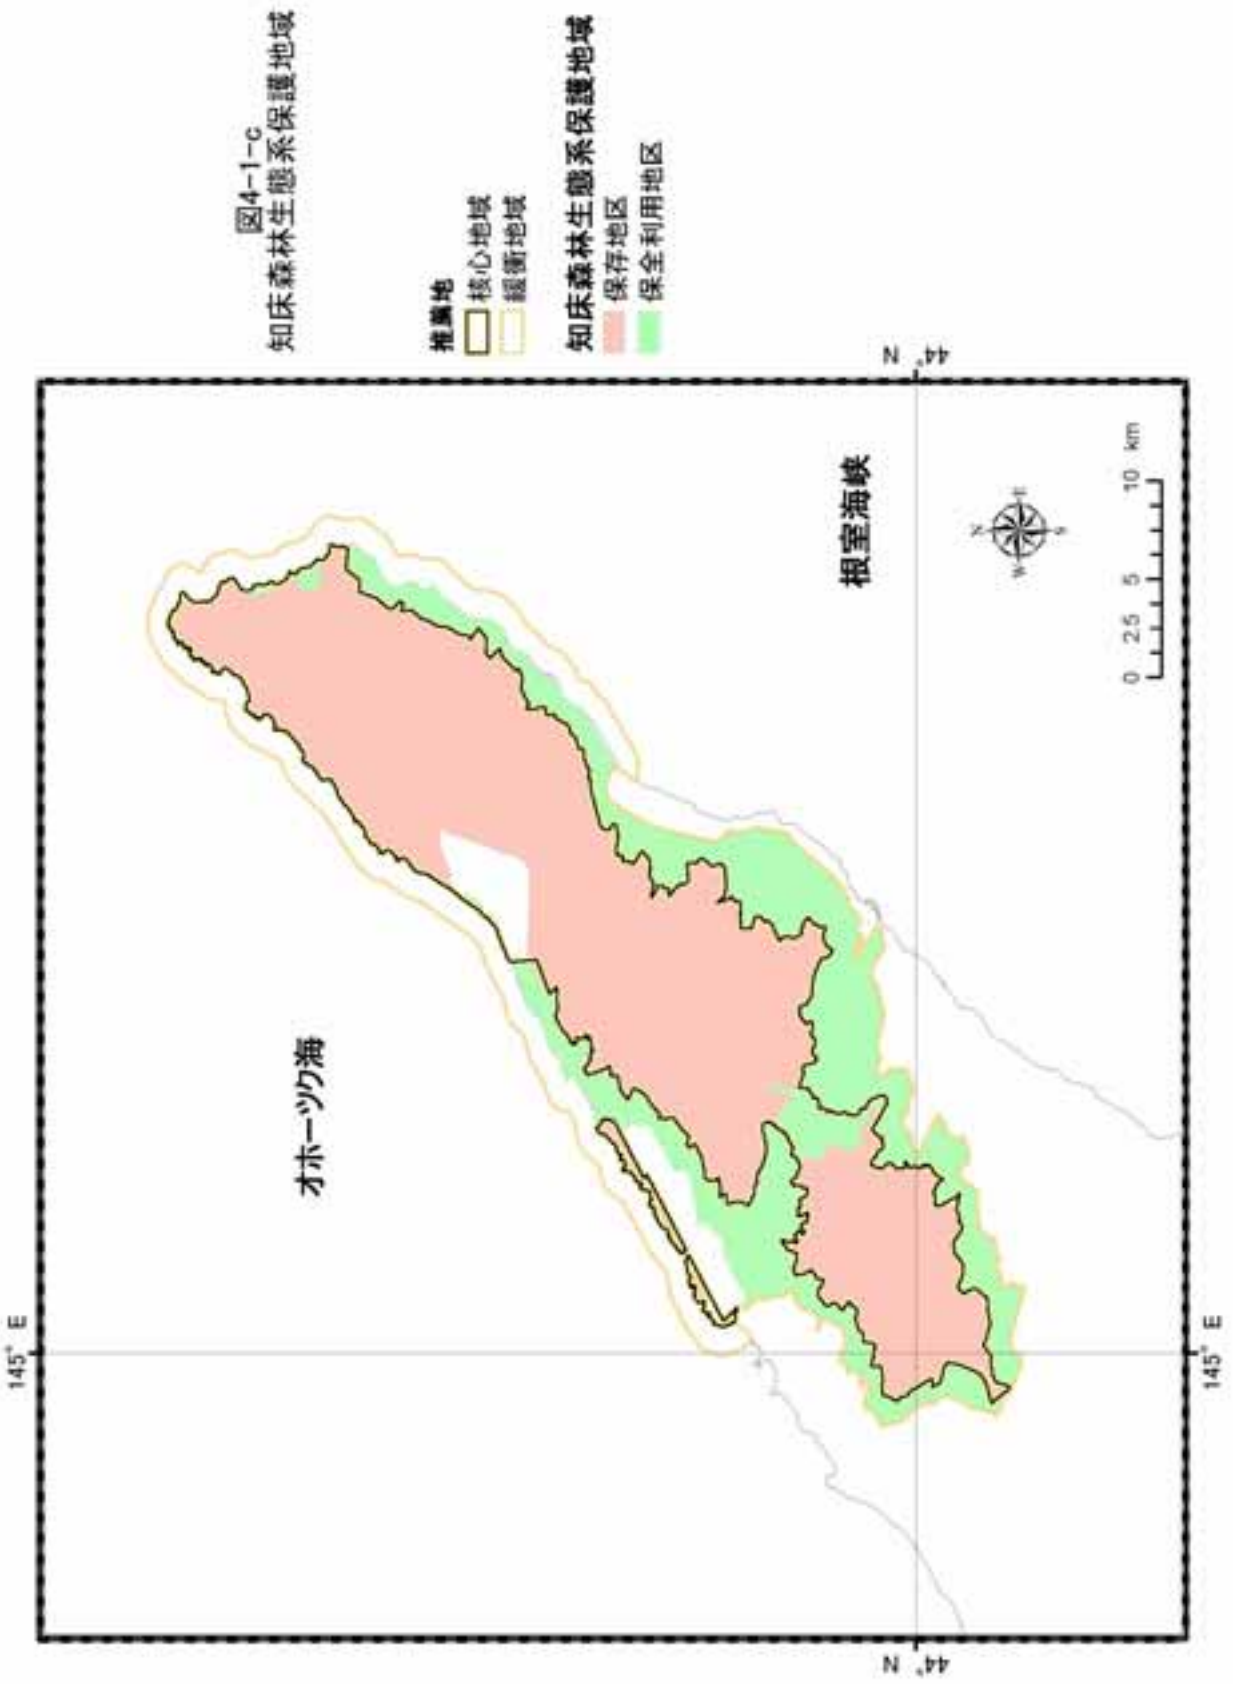 図4-1-c
知床森林生態系保護地域
推薦地
核心地域
緩衝地域
知床森林生態系保護地域
保存地区
保全利用地区
145° E
44° N
オホーツク海
根室海峡
N
W
E
S
0 2.5 5 10 km
44° N
145° E